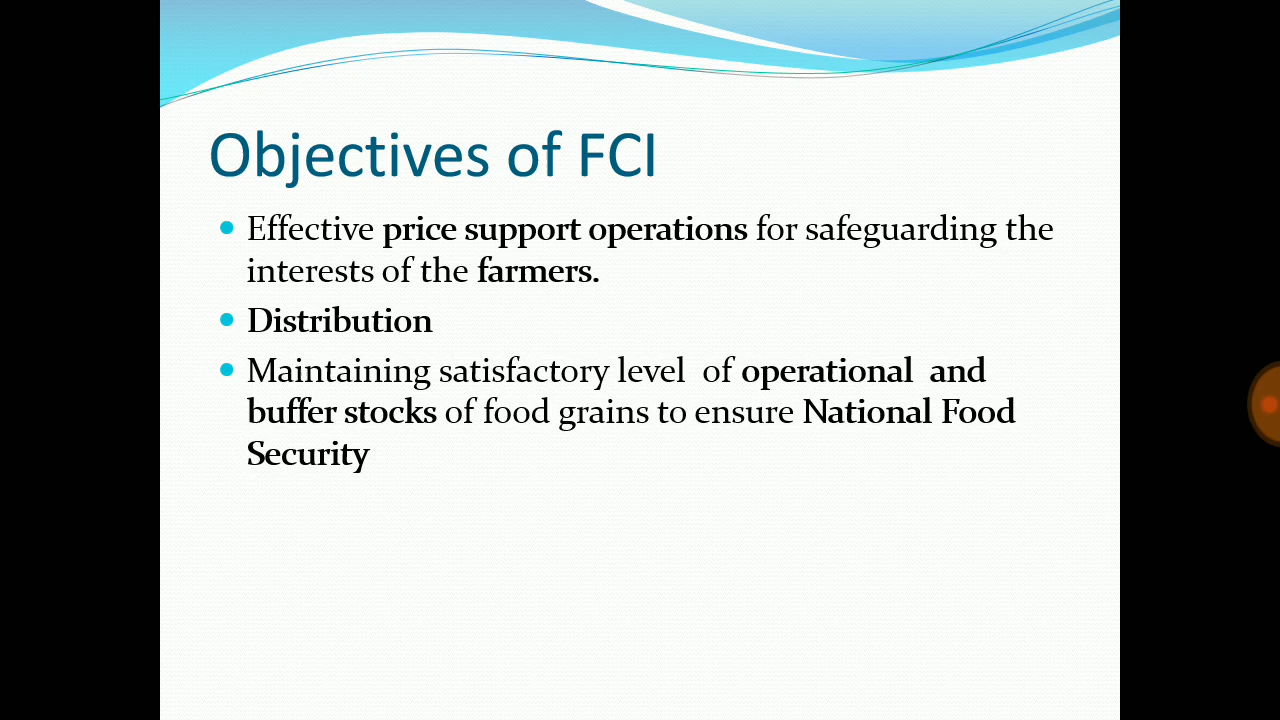 Objectives of FCI
Effective price support operations for safeguarding the
interests of the farmers.
Distribution
Maintaining satisfactory level  of operational  and
buffer stocks of food grains to ensure National Food
Security